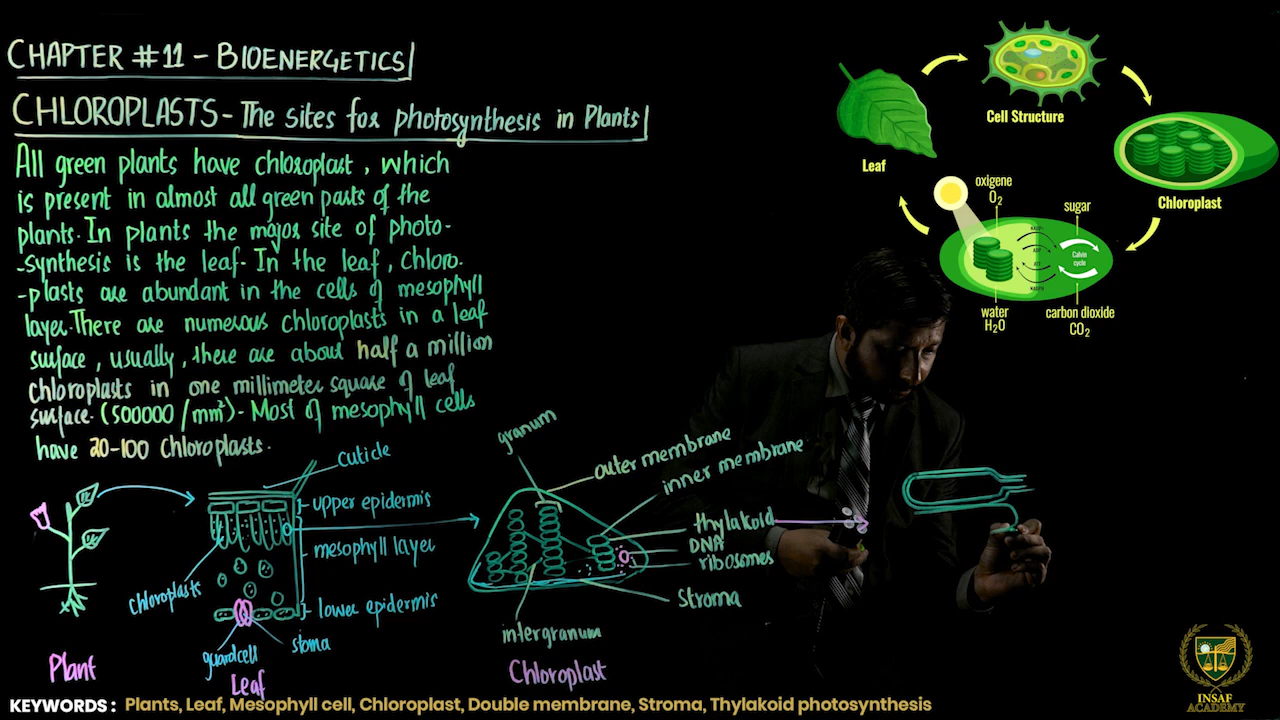 CHAPTER #11 - BIOENERGETICS
CHLOROPLASTS - The sites for photosynthesis in Plants
All green plants have chloroplast, which
is present in almost all green parts of the
plants. In plants the major site of photo-
-synthesis is the leaf. In the leaf, Chloro-
-plasts are abundant in the cells of mesophyll
layer. There are numerous chloroplasts in a leaf
surface, usually, there are about half a million
chloroplasts in one millimeter square of leaf
surface. (500000/mm²). Most of mesophyll cells
have 20-100 Chloroplasts.
Leaf
Cell Structure
Chloroplast
oxigene
O₂
sugar
NADP+
ADP
ATP
NADPH
Calvin
cycle
water
H₂O
carbon dioxide
CO₂
Plant
cuticle
upper epidermis
mesophyll layer
chloroplasts
lower epidermis
guard cell
stoma
Leaf
granum
outer membrane
inner membrane
thylakoid
DNA
ribosomes
Stroma
intergranum
Chloroplast
INSAF
ACADEMY
KEYWORDS : Plants, Leaf, Mesophyll cell, Chloroplast, Double membrane, Stroma, Thylakoid photosynthesis